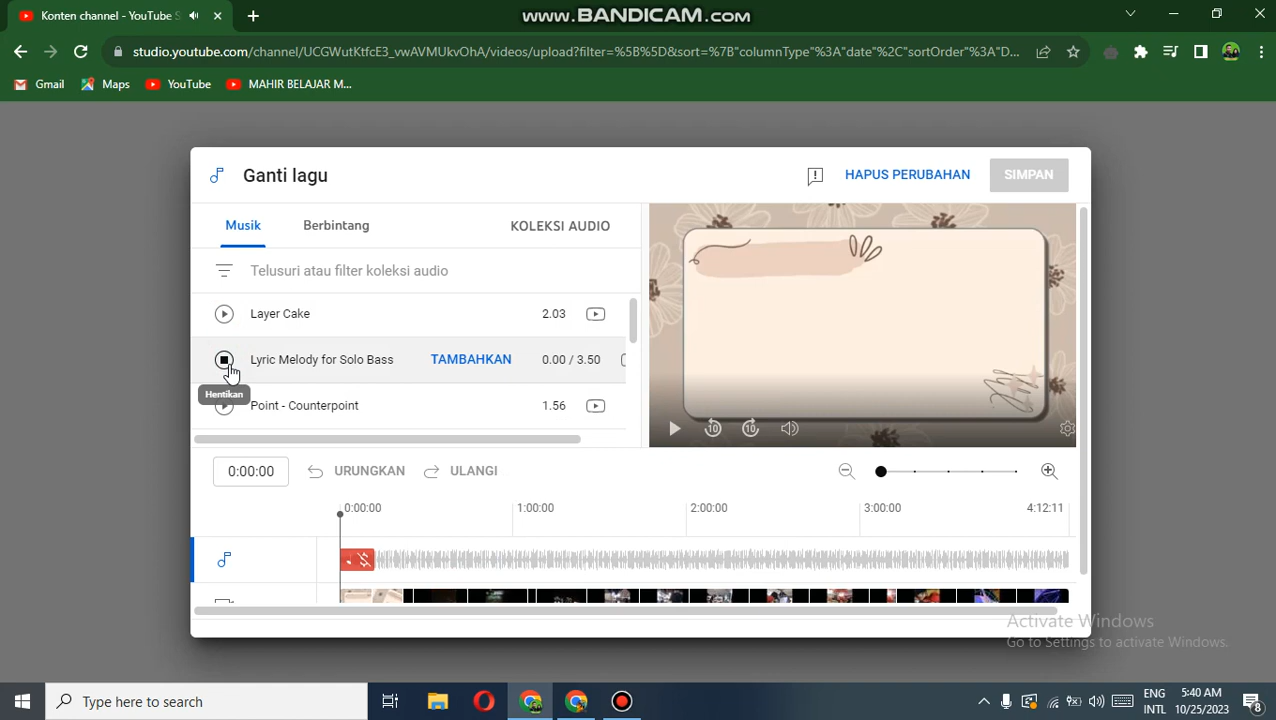 www.BANDICAM.com
Konten channel - YouTube S
studio.youtube.com/channel/UCGWutKtfcE3_vwAVMUkvOhA/videos/upload?filter=%5B%5D&sort=%7B"columnType"%3A"date"%2C"sortOrder"%3A"D...
Gmail Maps YouTube MAHIR BELAJAR M...
Ganti lagu
HAPUS PERUBAHAN SIMPAN
Musik Berbintang KOLEKSI AUDIO
Telusuri atau filter koleksi audio
Layer Cake 2.03
Lyric Melody for Solo Bass TAMBAHKAN 0.00 / 3.50
Hentikan
Point - Counterpoint 1.56
10 10
0:00:00 URUNGKAN ULANGI
0:00:00 1:00:00 2:00:00 3:00:00 4:12:11
Activate Windows
Go to Settings to activate Windows.
Type here to search
ENG 5:40 AM
INTL 10/25/2023 8